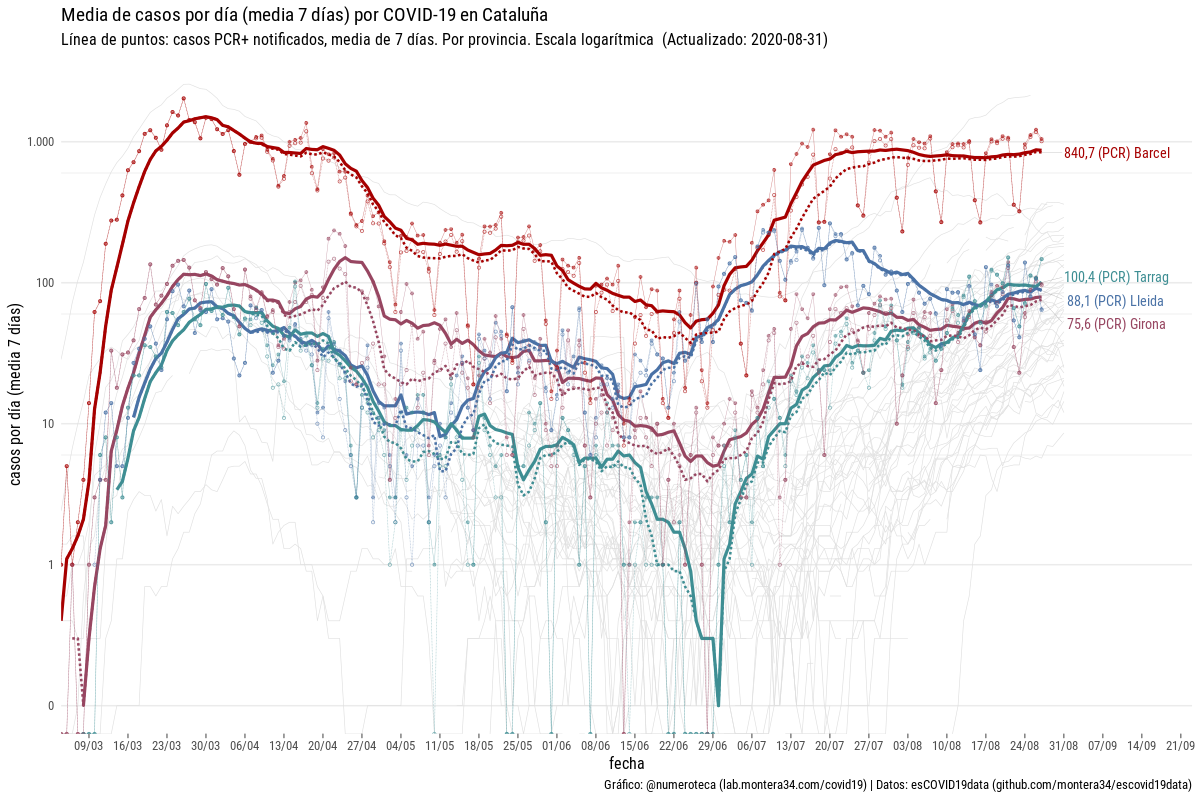 Media de casos por día (media 7 días) por COVID-19 en Cataluña
Línea de puntos: casos PCR+ notificados, media de 7 días. Por provincia. Escala logarítmica  (Actualizado: 2020-08-31)
casos por día (media 7 días)
1.000
100
10
1
0
840,7 (PCR) Barcel
100,4 (PCR) Tarrag
88,1 (PCR) Lleida
75,6 (PCR) Girona
09/03 16/03 23/03 30/03 06/04 13/04 20/04 27/04 04/05 11/05 18/05 25/05 01/06 08/06 15/06 22/06 29/06 06/07 13/07 20/07 27/07 03/08 10/08 17/08 24/08 31/08 07/09 14/09 21/09
fecha
Gráfico: @numeroteca (lab.montera34.com/covid19) | Datos: esCOVID19data (github.com/montera34/escovid19data)